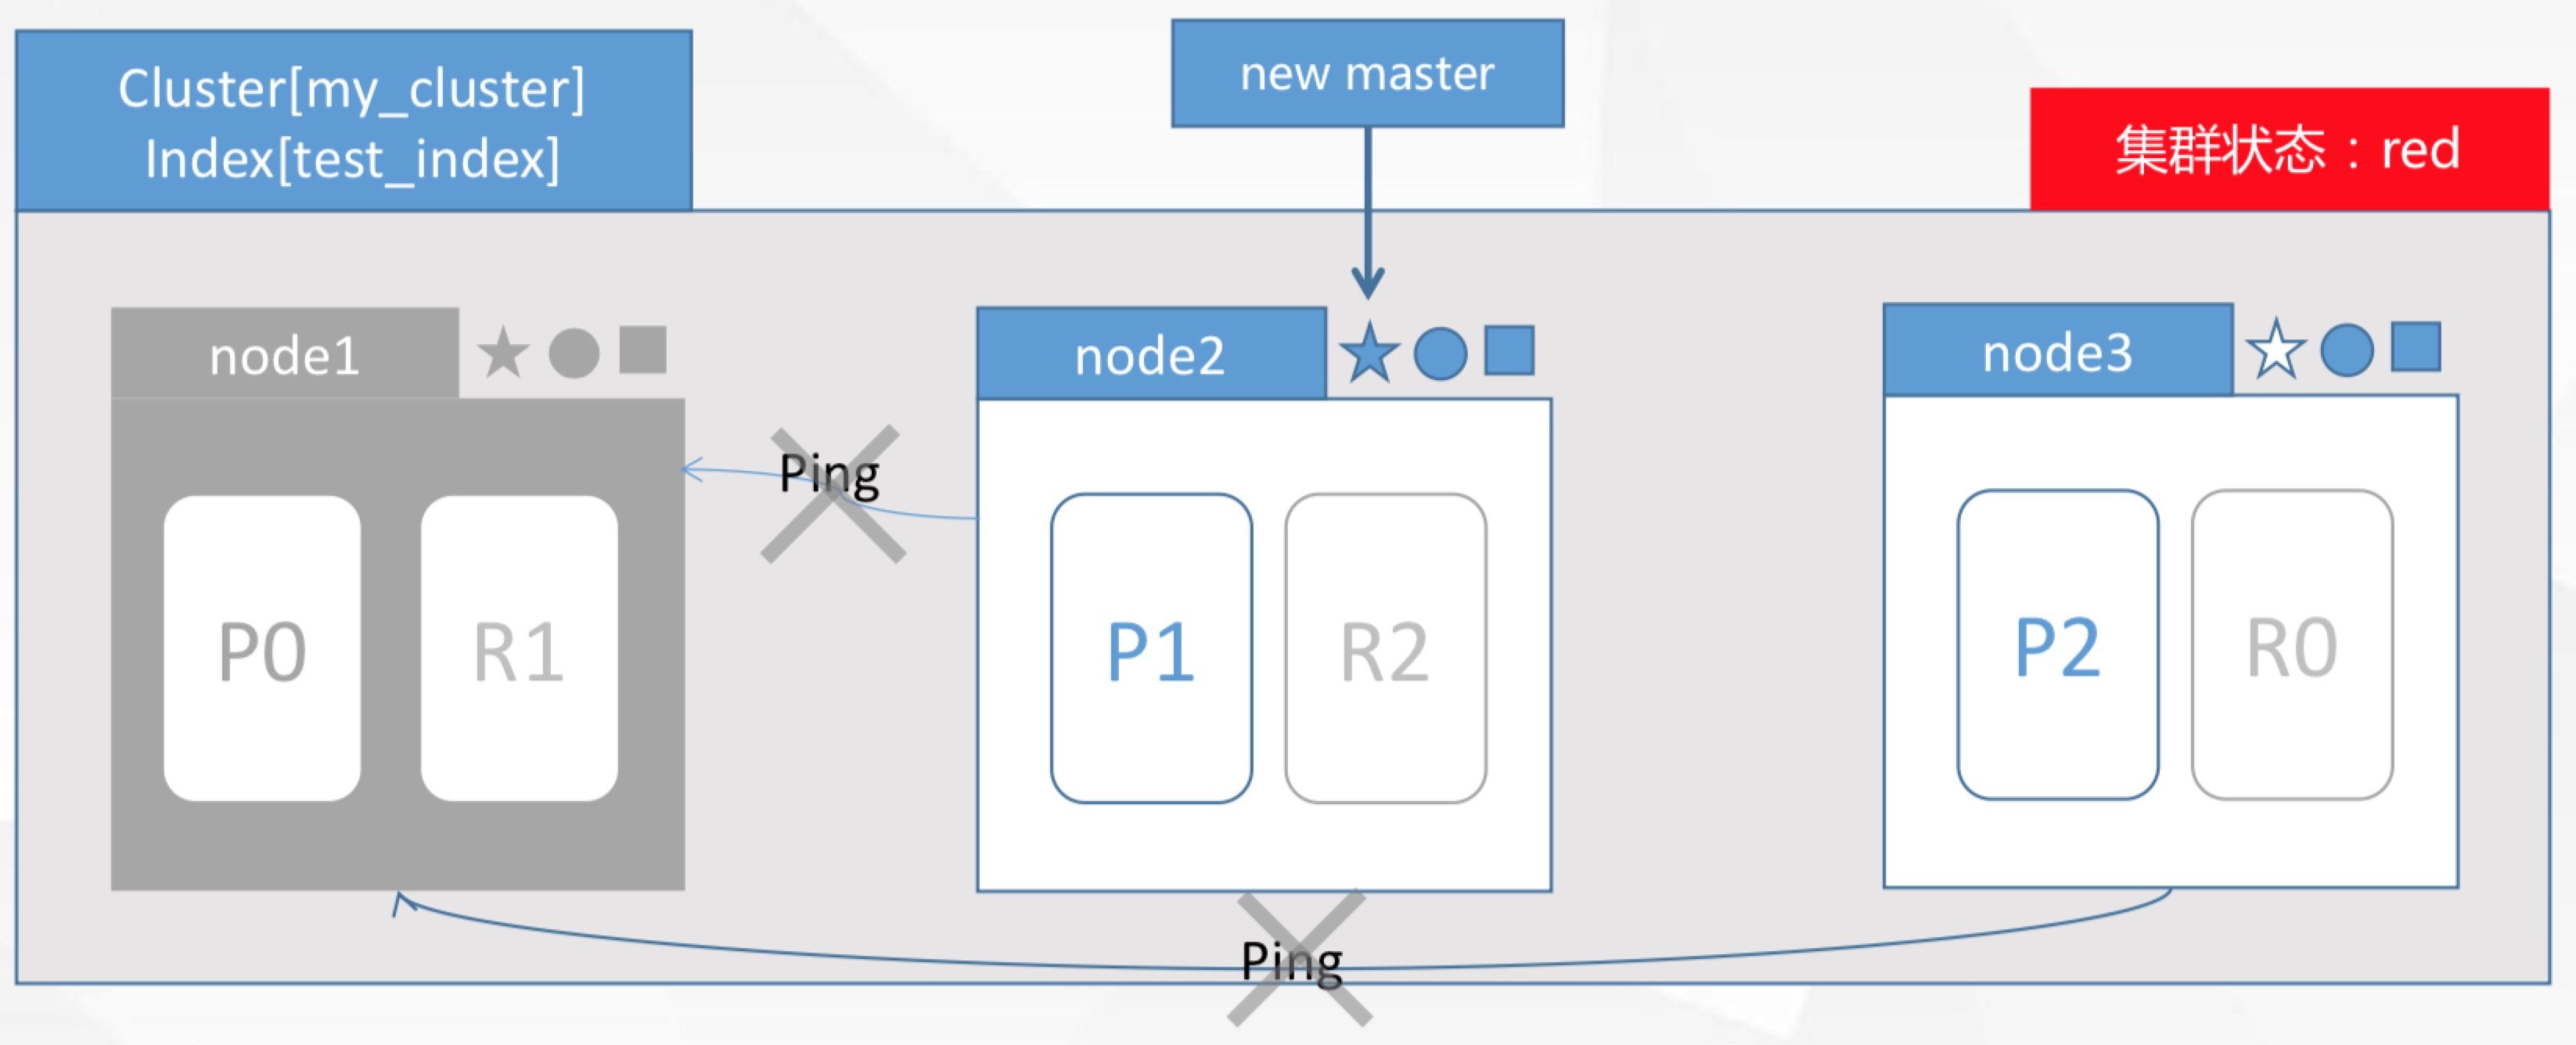 Cluster[my_cluster]
Index[test_index]
new master
集群状态：red
node1
node2
node3
Ping
P0
R1
P1
R2
P2
R0
Ping